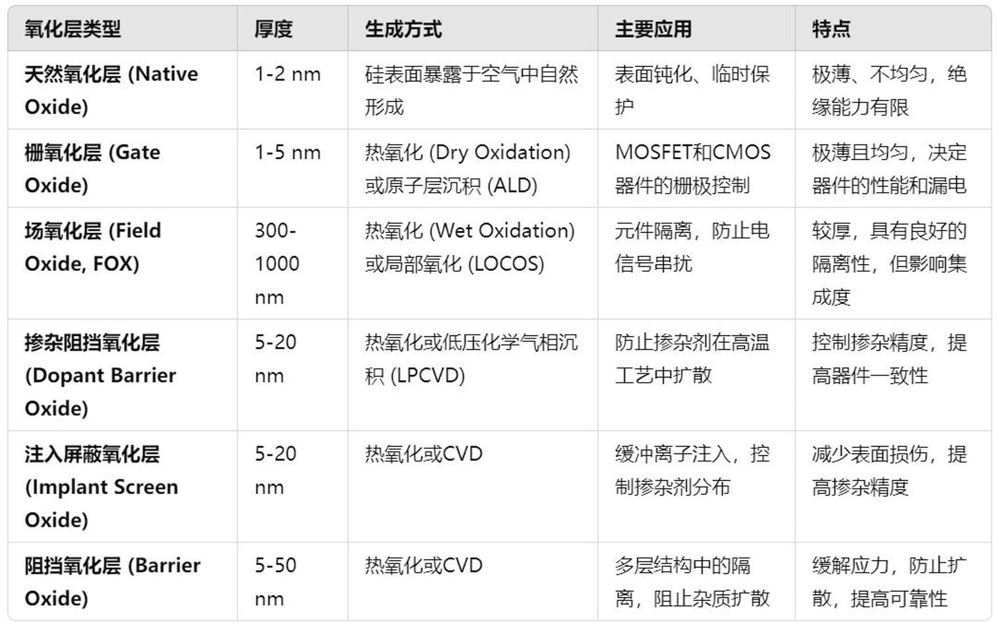 氧化层类型 厚度 生成方式 主要应用 特点
天然氧化层 (Native 1-2 nm 硅表面暴露于空气中自然 表面钝化、临时保 极薄、不均匀，绝
Oxide) 形成 护 缘能力有限
栅氧化层 (Gate 1-5 nm 热氧化 (Dry Oxidation) MOSFET和CMOS 极薄且均匀，决定
Oxide) 或原子层沉积 (ALD) 器件的栅极控制 器件的性能和漏电
场氧化层 (Field 300- 热氧化 (Wet Oxidation) 元件隔离，防止电 较厚，具有良好的
Oxide, FOX) 1000 或局部氧化 (LOCOS) 信号串扰 隔离性，但影响集
nm 成度
掺杂阻挡氧化层 5-20 热氧化或低压化学气相沉 防止掺杂剂在高温 控制掺杂精度，提
(Dopant Barrier nm 积 (LPCVD) 工艺中扩散 高器件一致性
Oxide)
注入屏蔽氧化层 5-20 热氧化或CVD 缓冲离子注入，控 减少表面损伤，提
(Implant Screen nm 制掺杂剂分布 高掺杂精度
Oxide)
阻挡氧化层 (Barrier 5-50 热氧化或CVD 多层结构中的隔 缓解应力，防止扩
Oxide) nm 离，阻止杂质扩散 散，提高可靠性